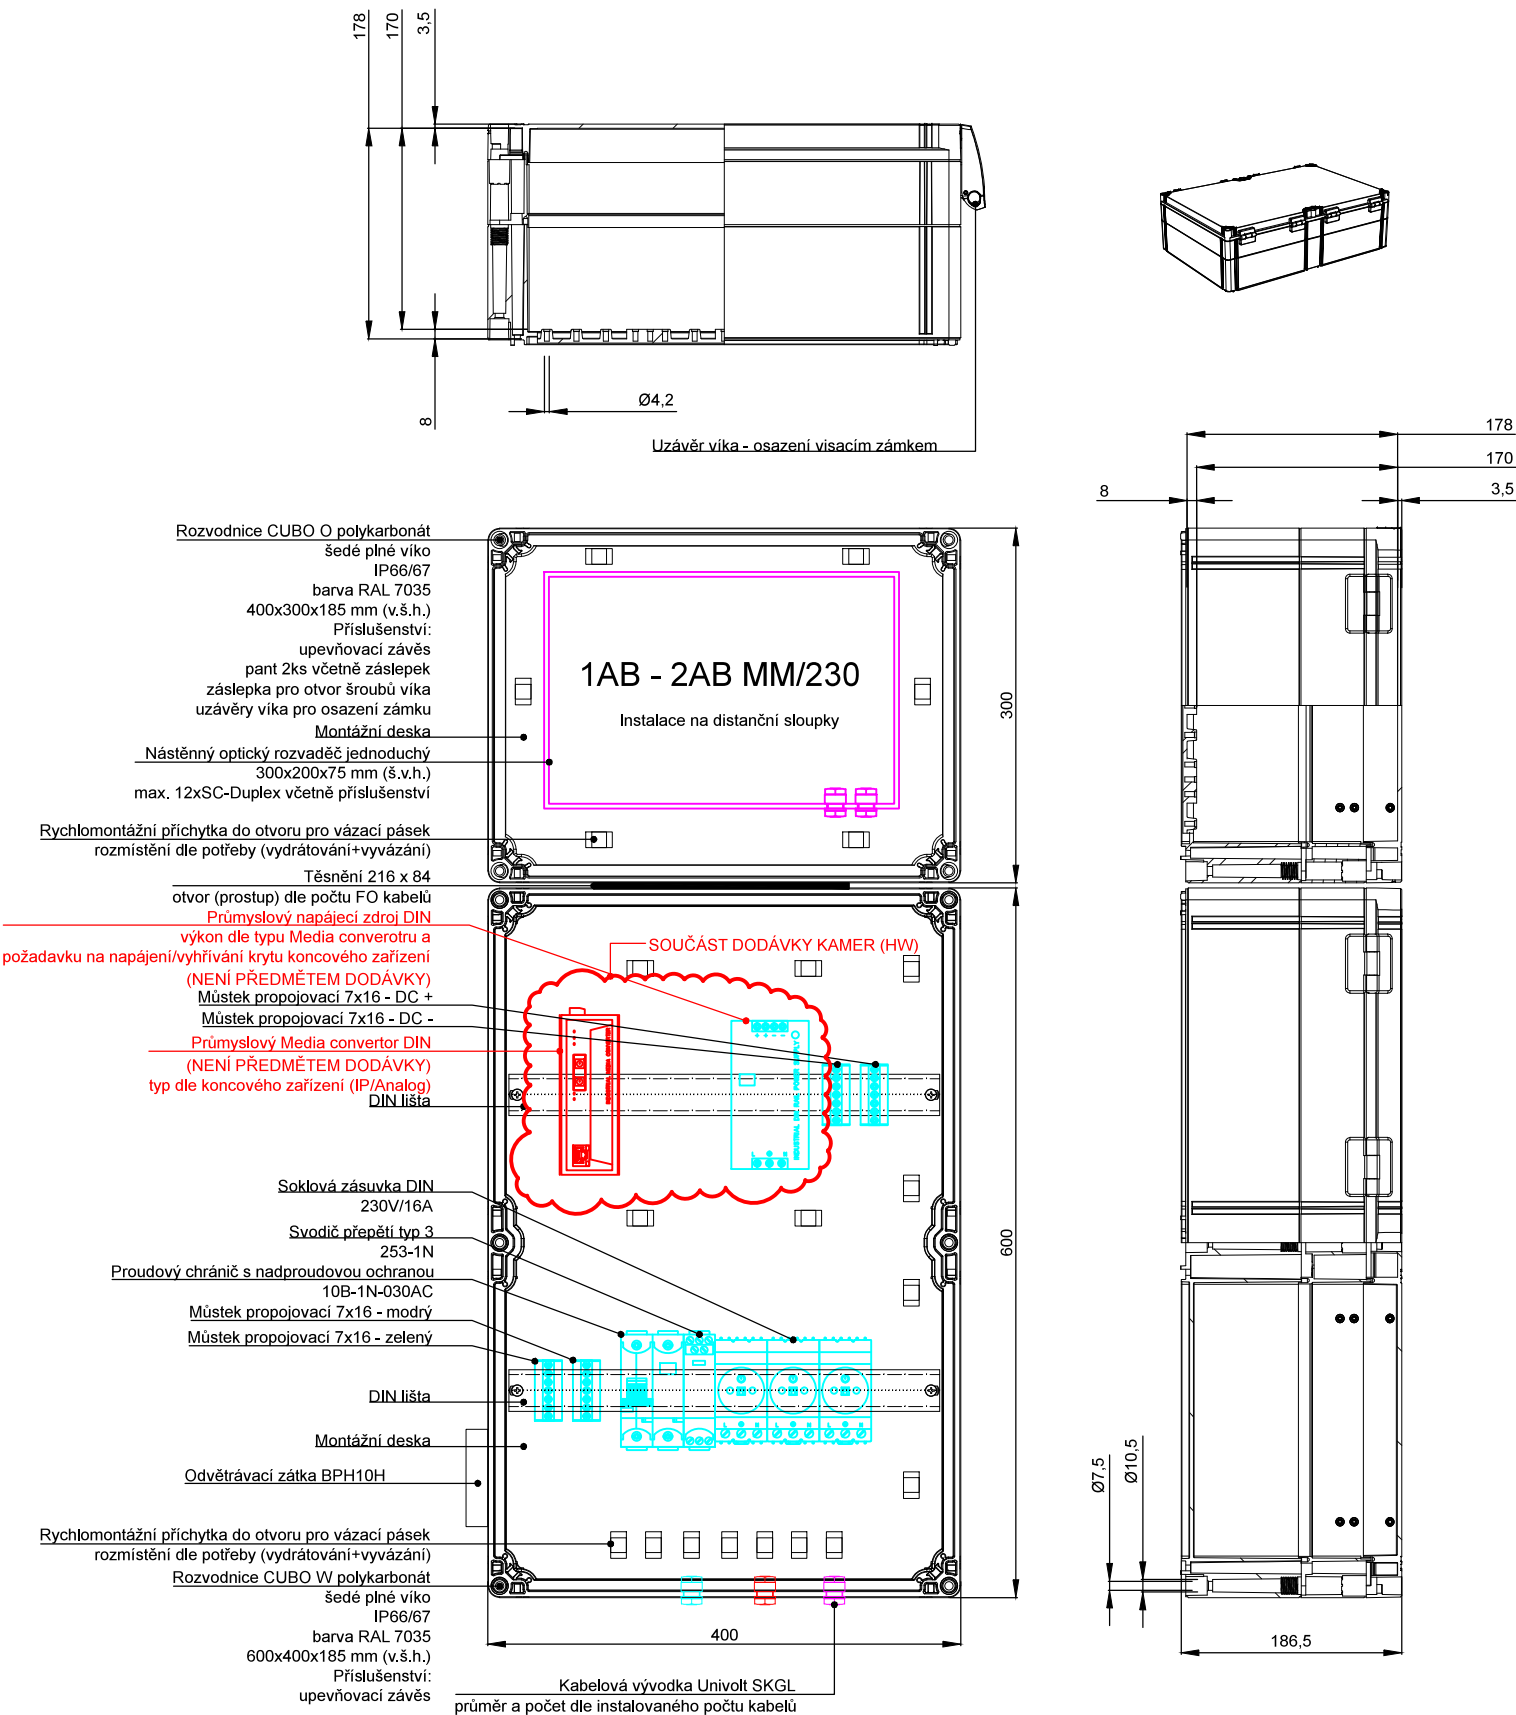 178
170
3,5
8
Ø4,2
Uzávěr víka - osazení visacím zámkem
178
170
8
3,5
Rozvodnice CUBO O polykarbonát
šedé plné víko
IP66/67
barva RAL 7035
400x300x185 mm (v.š.h.)
Příslušenství:
upevňovací závěs
pant 2ks včetně záslepek
záslepka pro otvor šroubů víka
uzávěry víka pro osazení zámku
Montážní deska
Nástěnný optický rozvaděč jednoduchý
300x200x75 mm (š.v.h.)
max. 12xSC-Duplex včetně příslušenství
Rychlomontážní příchytka do otvoru pro vázací pásek
rozmístění dle potřeby (vydrátování+vyvázání)
1AB - 2AB MM/230
Instalace na distanční sloupky
300
Těsnění 216 x 84
otvor (prostup) dle počtu FO kabelů
Průmyslový napájecí zdroj DIN
výkon dle typu Media converotru a
požadavku na napájení/vyhřívání krytu koncového zařízení
(NENÍ PŘEDMĚTEM DODÁVKY)
SOUČÁST DODÁVKY KAMER (HW)
Můstek propojovací 7x16 - DC +
Můstek propojovací 7x16 - DC -
Průmyslový Media convertor DIN
(NENÍ PŘEDMĚTEM DODÁVKY)
typ dle koncového zařízení (IP/Analog)
DIN lišta
INDUSTRIAL MEDIA CONVERTER
INDUSTRIAL DIN RAIL POWER SUPPLY
Soklová zásuvka DIN
230V/16A
Svodič přepětí typ 3
253-1N
Proudový chránič s nadproudovou ochranou
10B-1N-030AC
Můstek propojovací 7x16 - modrý
Můstek propojovací 7x16 - zelený
DIN lišta
Montážní deska
Odvětrávací zátka BPH10H
Rychlomontážní příchytka do otvoru pro vázací pásek
rozmístění dle potřeby (vydrátování+vyvázání)
Rozvodnice CUBO W polykarbonát
šedé plné víko
IP66/67
barva RAL 7035
600x400x185 mm (v.š.h.)
Příslušenství:
upevňovací závěs
600
400
Kabelová vývodka Univolt SKGL
průměr a počet dle instalovaného počtu kabelů
Ø7,5
Ø10,5
186,5